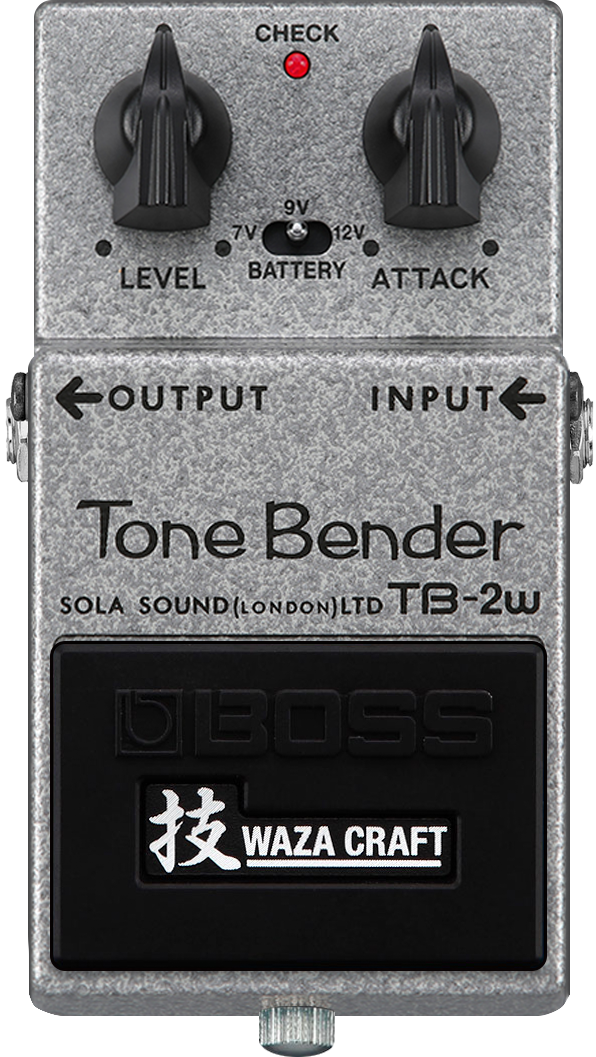 CHECK
9V
7V 12V
BATTERY
LEVEL ATTACK
OUTPUT INPUT
Tone Bender
SOLA SOUND(LONDON)LTD TB-2w
BOSS
技 WAZA CRAFT